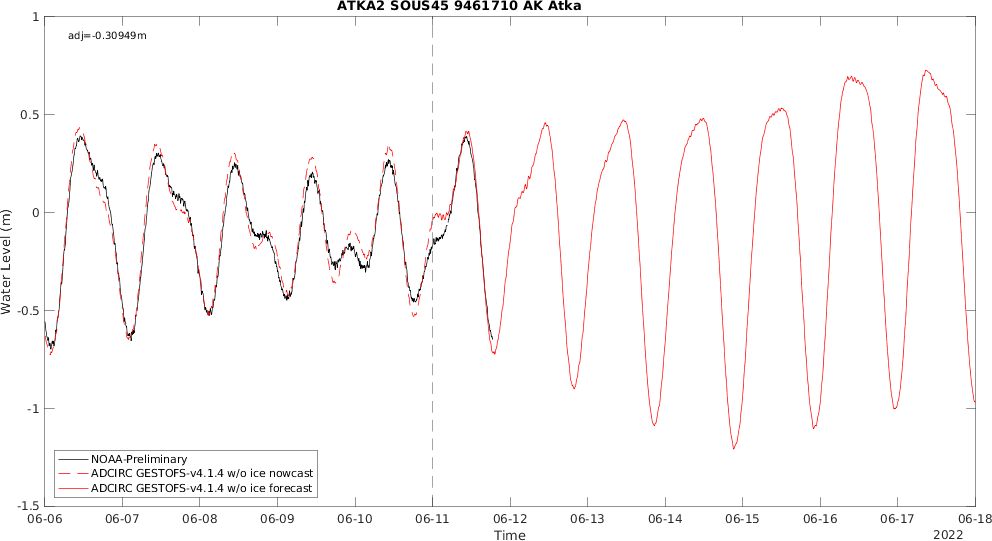 ATKA2 SOUS45 9461710 AK Atka
adj=-0.30949m
1
0.5
0
-0.5
-1
-1.5
Water Level (m)
NOAA-Preliminary
ADCIRC GESTOFS-v4.1.4 w/o ice nowcast
ADCIRC GESTOFS-v4.1.4 w/o ice forecast
06-06 06-07 06-08 06-09 06-10 06-11 06-12 06-13 06-14 06-15 06-16 06-17 06-18
Time
2022